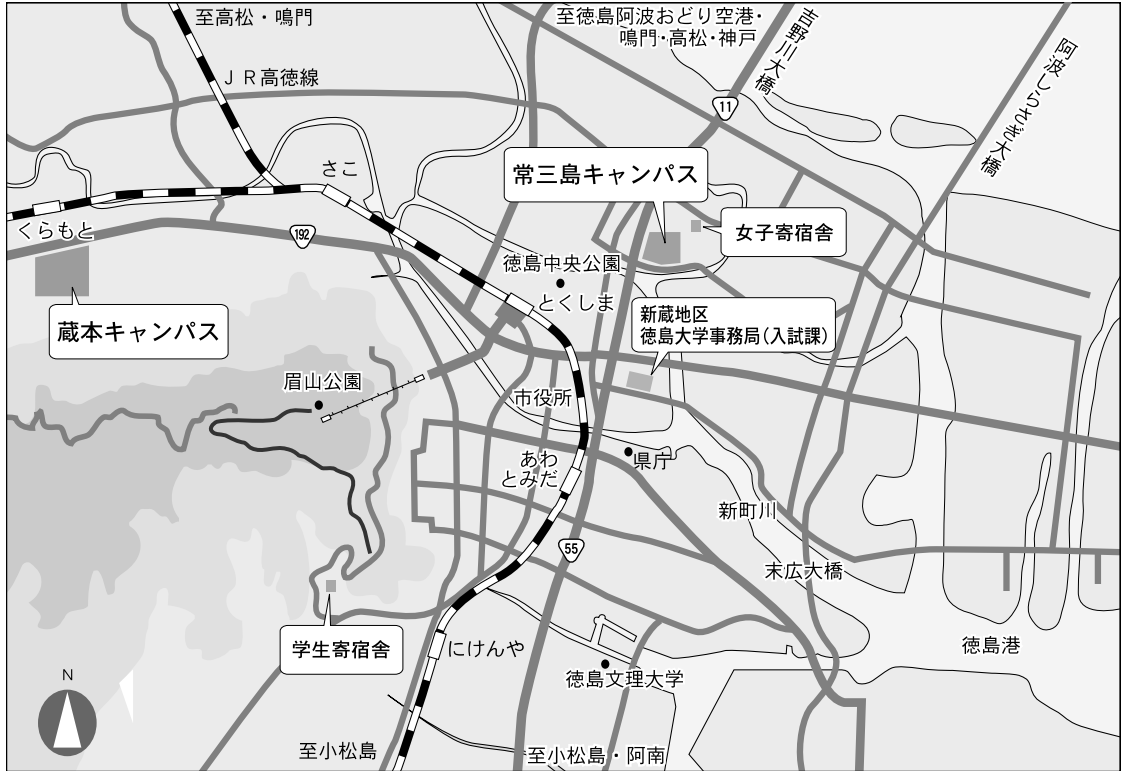 至高松・鳴門
至徳島阿波おどり空港・
鳴門・高松・神戸
吉野川大橋
阿波しらさぎ大橋
JR高徳線
11
さこ
常三島キャンパス
くらもと
192
女子寄宿舎
徳島中央公園
とくしま
新蔵地区
徳島大学事務局(入試課)
蔵本キャンパス
眉山公園
市役所
あわ
とみだ
県庁
新町川
55
末広大橋
学生寄宿舎
にけんや
徳島港
徳島文理大学
N
至小松島
至小松島・阿南